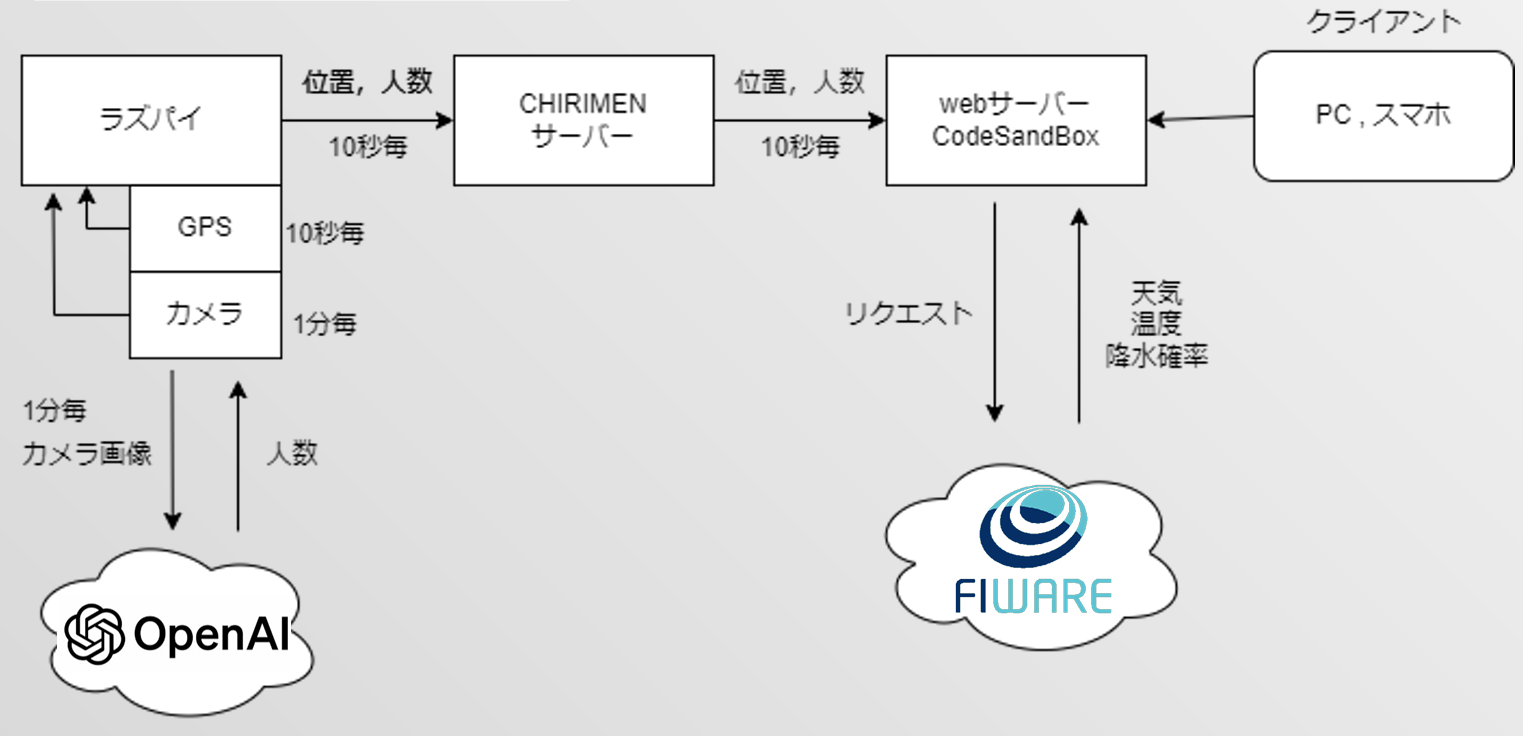 クライアント
ラズパイ
位置，人数
10秒毎
CHIRIMEN
サーバー
位置，人数
10秒毎
webサーバー
CodeSandBox
PC , スマホ
GPS
10秒毎
カメラ
1分毎
1分毎
カメラ画像
人数
リクエスト
天気
温度
降水確率
OpenAI
FIWARE